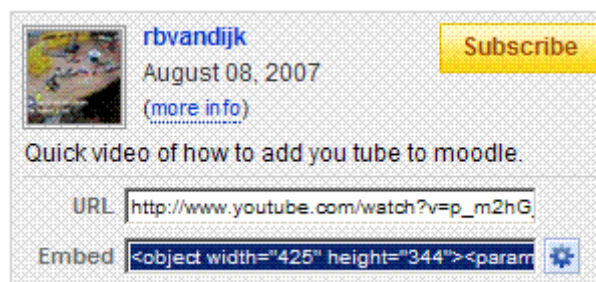 rbvandijk
Subscribe
August 08, 2007
(more info)
Quick video of how to add you tube to moodle.
URL http://www.youtube.com/watch?v=p_m2hG_
Embed <object width="425" height="344"><param